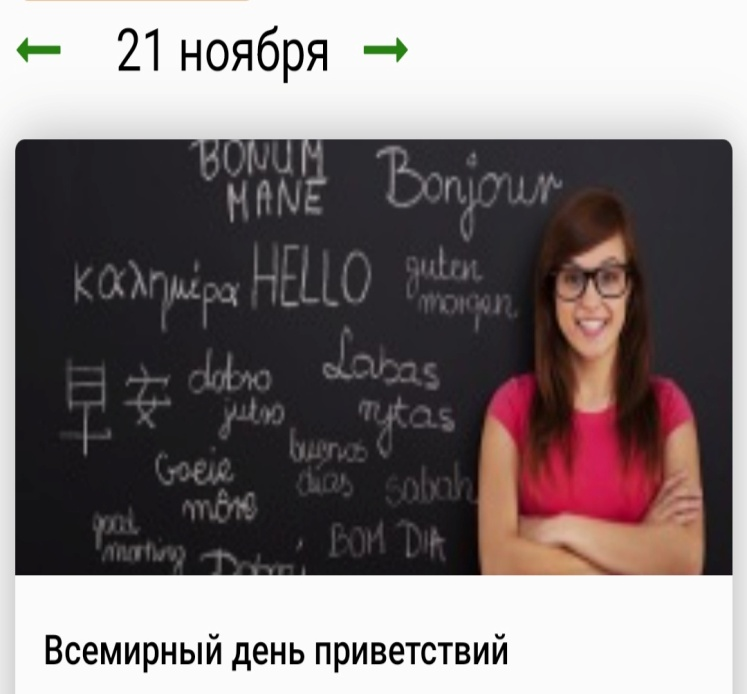 21 ноября
BONUM
MANE
Bonjour
καλημέρα
HELLO
guten
morgen
早安
dobro
jutro
Labas
rytas
Goeie
môre
buenos
dias
sabah
good
morning
Dobry
BOM DIA
Всемирный день приветствий